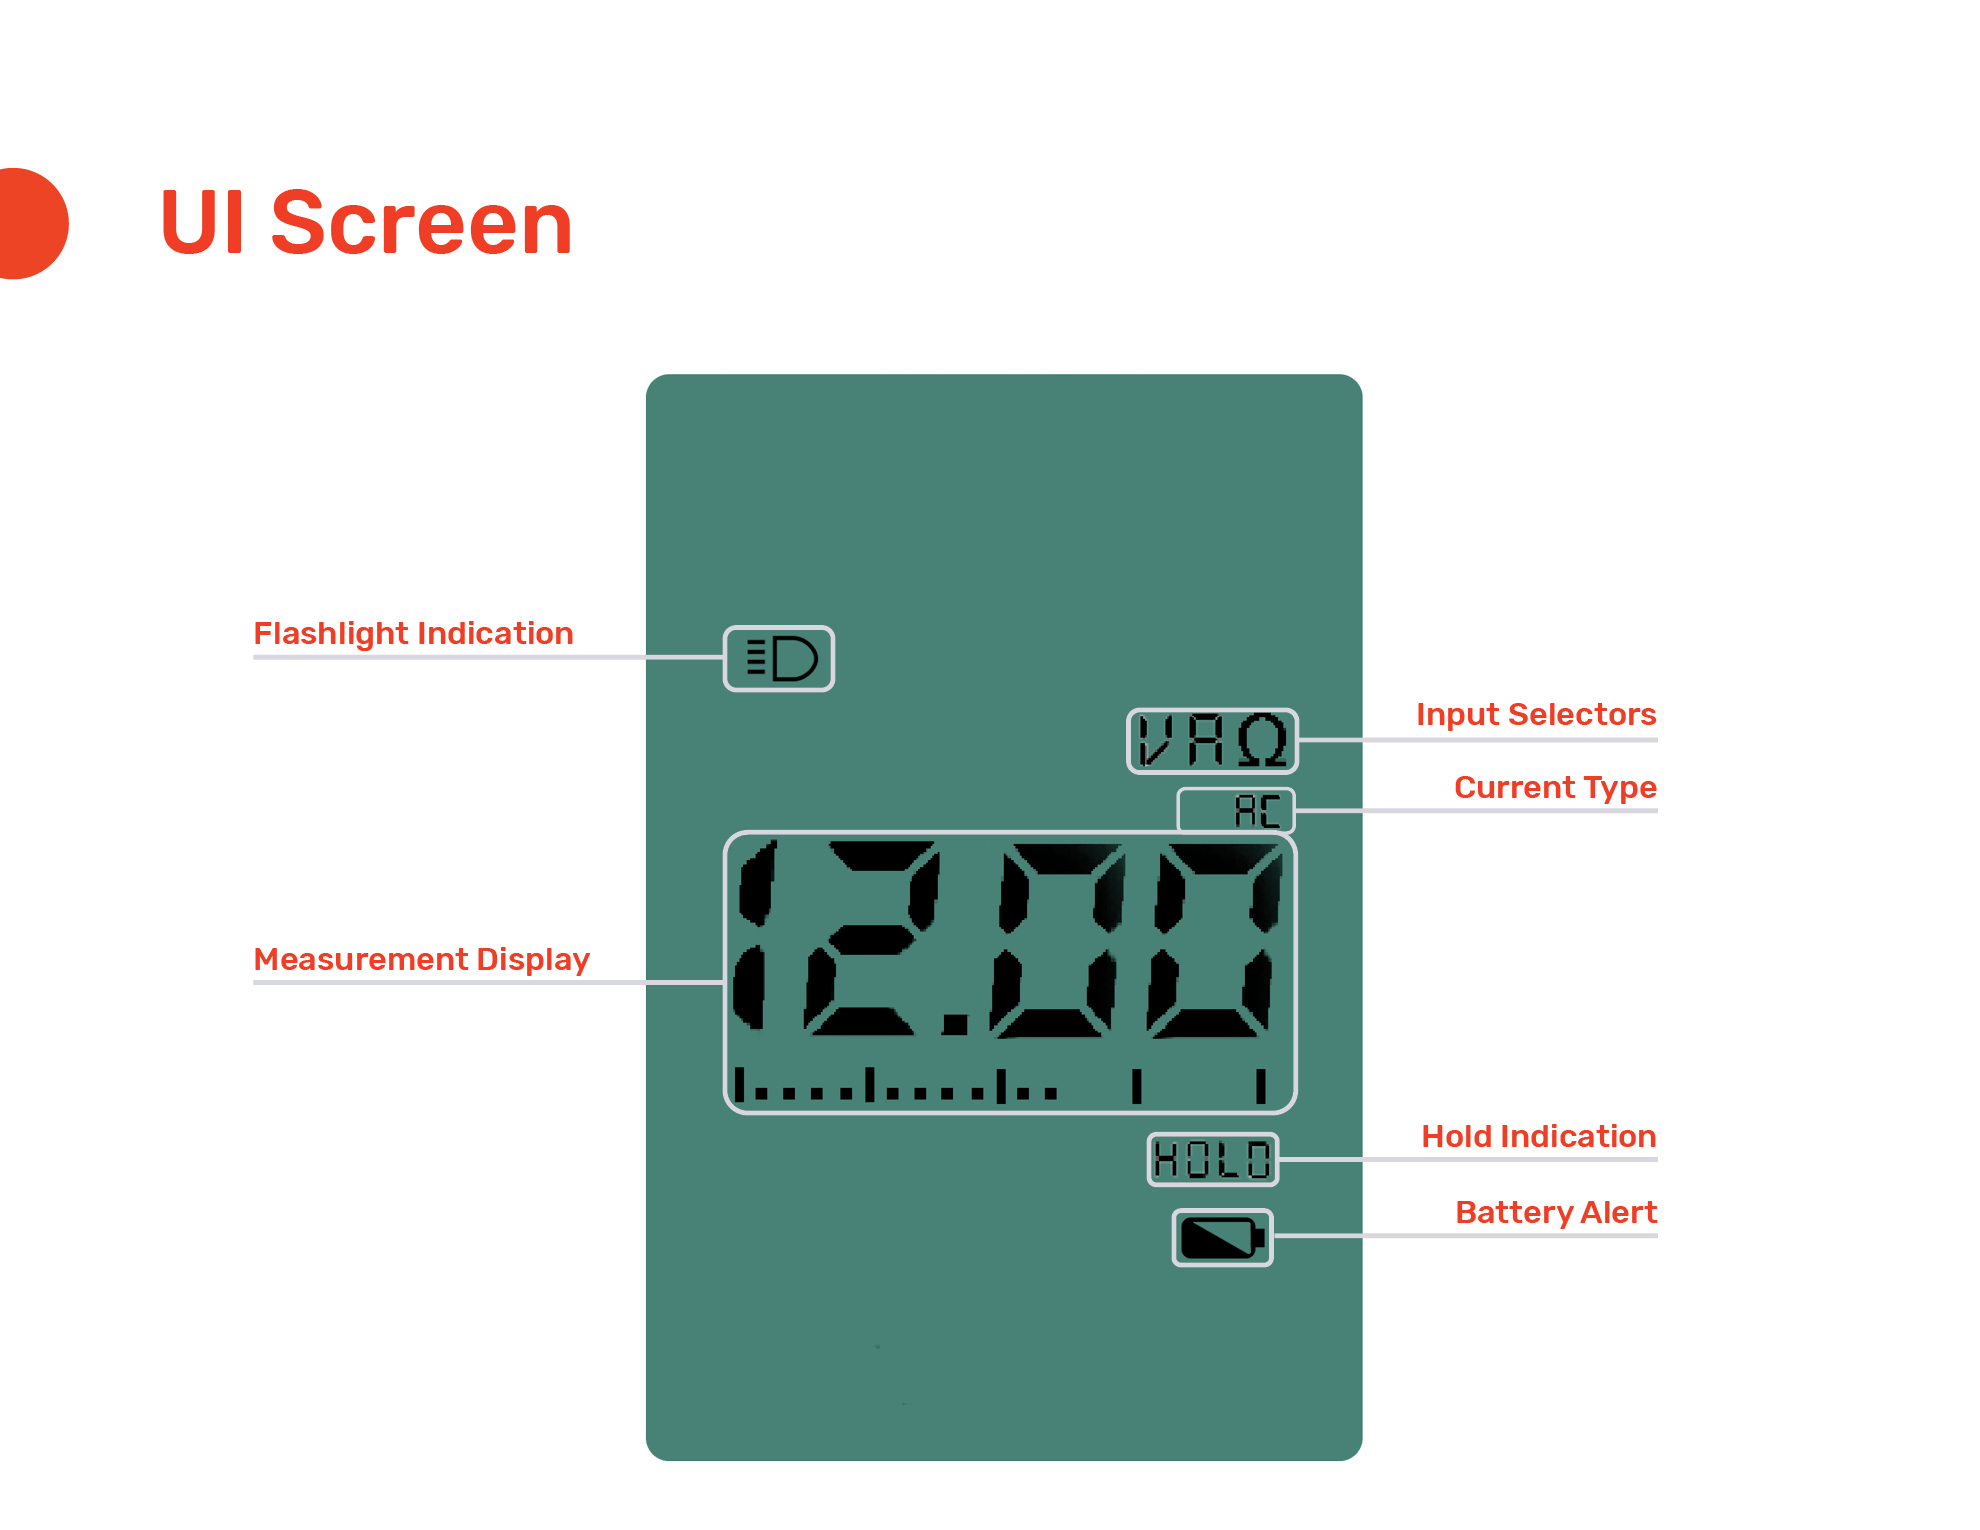 UI Screen
Flashlight Indication
Input Selectors
VAΩ
Current Type
AC
12.00
Measurement Display
Hold Indication
HOLD
Battery Alert